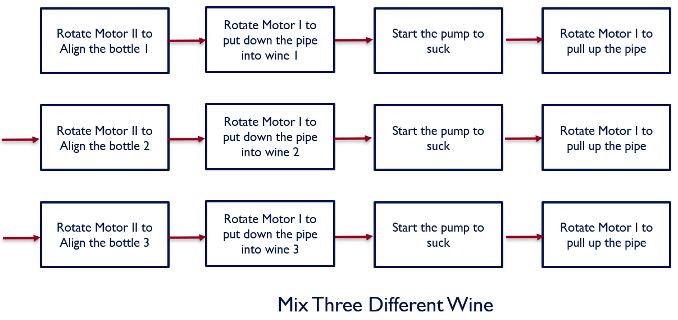 Rotate Motor II to
Align the bottle 1
Rotate Motor I to
put down the pipe
into wine 1
Start the pump to
suck
Rotate Motor I to
pull up the pipe
Rotate Motor II to
Align the bottle 2
Rotate Motor I to
put down the pipe
into wine 2
Start the pump to
suck
Rotate Motor I to
pull up the pipe
Rotate Motor II to
Align the bottle 3
Rotate Motor I to
put down the pipe
into wine 3
Start the pump to
suck
Rotate Motor I to
pull up the pipe
Mix Three Different Wine